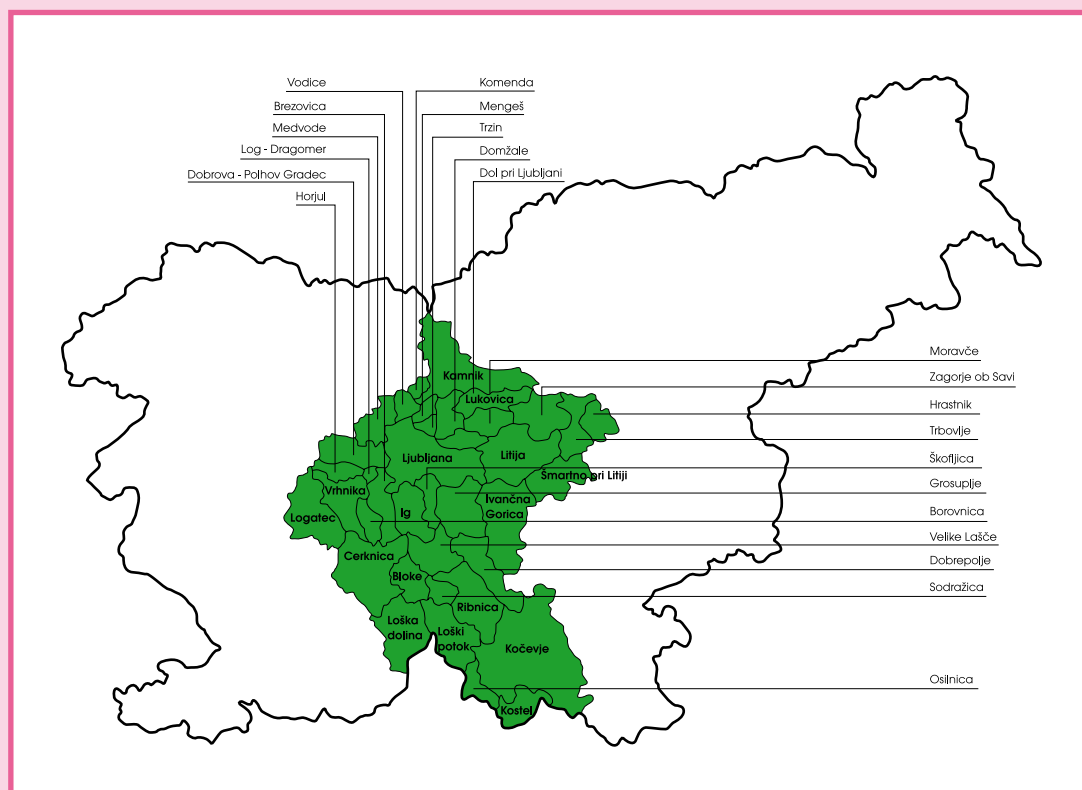 Vodice
Brezovica
Medvode
Log - Dragomer
Dobrova - Polhov Gradec
Horjul
Komenda
Mengeš
Trzin
Domžale
Dol pri Ljubljani
Moravče
Zagorje ob Savi
Hrastnik
Trbovlje
Škofljica
Grosuplje
Borovnica
Velike Lašče
Dobrepolje
Sodražica
Osilnica
Kamnik
Lukovica
Ljubljana
Litija
Šmartno pri Litiji
Vrhnika
Logatec
Ig
Ivančna
Gorica
Cerknica
Bloke
Ribnica
Loška
dolina
Loški
potok
Kočevje
Kostel